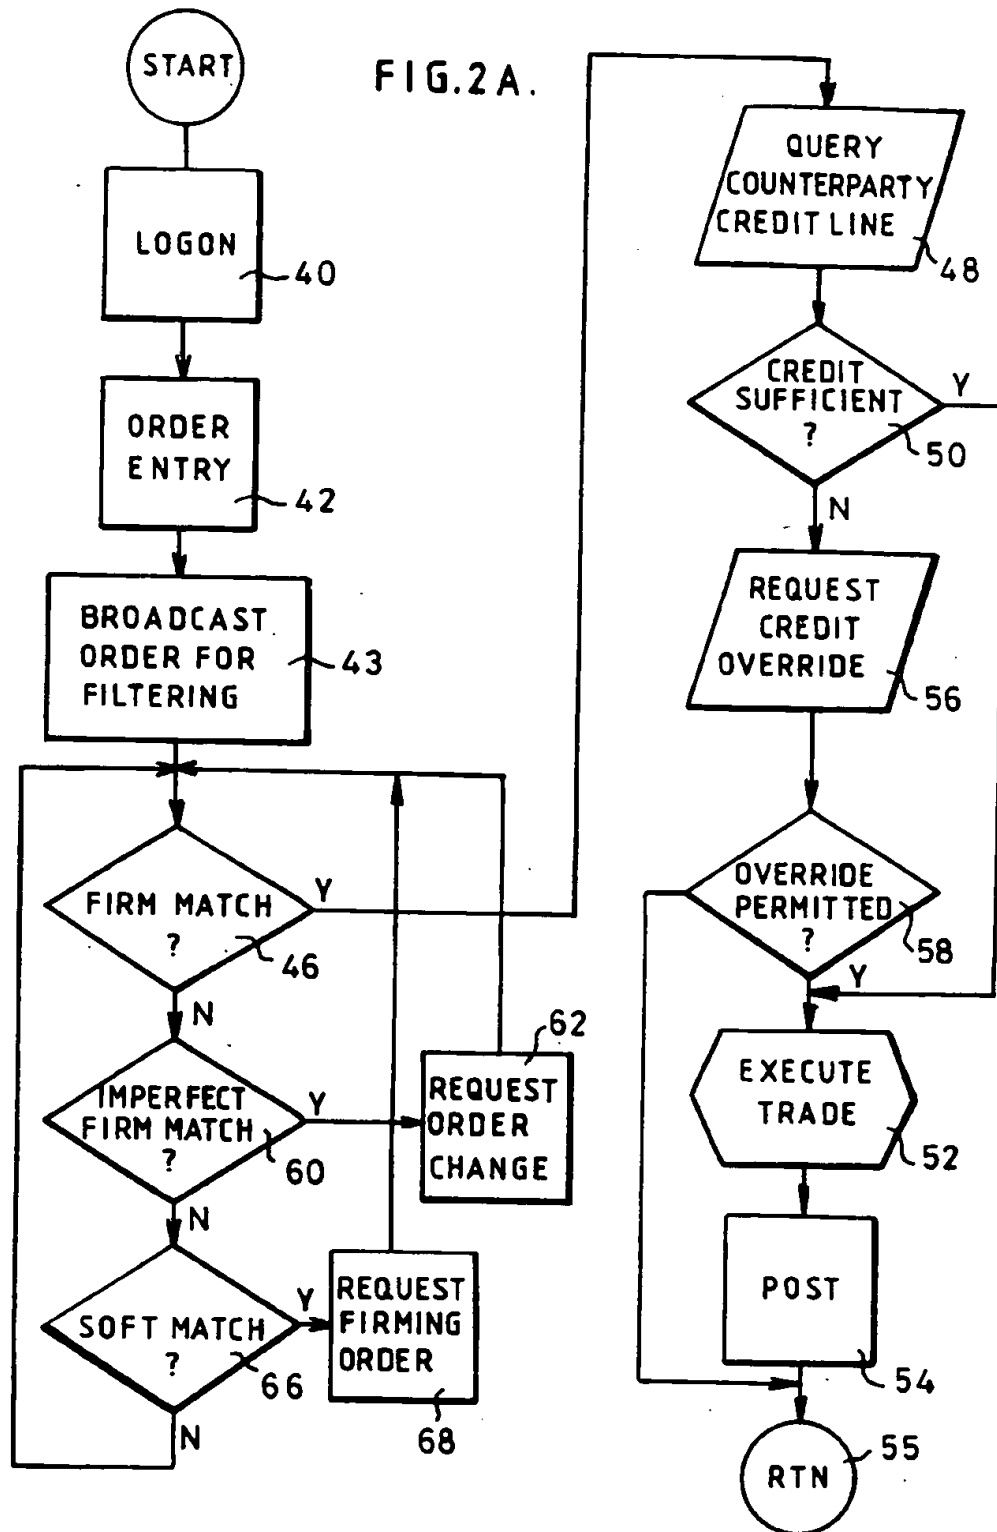 START
FIG.2A.
LOGON
40
ORDER
ENTRY
42
BROADCAST
ORDER FOR
FILTERING
43
FIRM MATCH
?
46
Y
N
IMPERFECT
FIRM MATCH
?
60
Y
N
62
REQUEST
ORDER
CHANGE
SOFT MATCH
?
66
Y
N
REQUEST
FIRMING
ORDER
68
QUERY
COUNTERPARTY
CREDIT LINE
48
CREDIT
SUFFICIENT
?
50
Y
N
REQUEST
CREDIT
OVERRIDE
56
OVERRIDE
PERMITTED
?
58
Y
EXECUTE
TRADE
52
POST
54
RTN
55